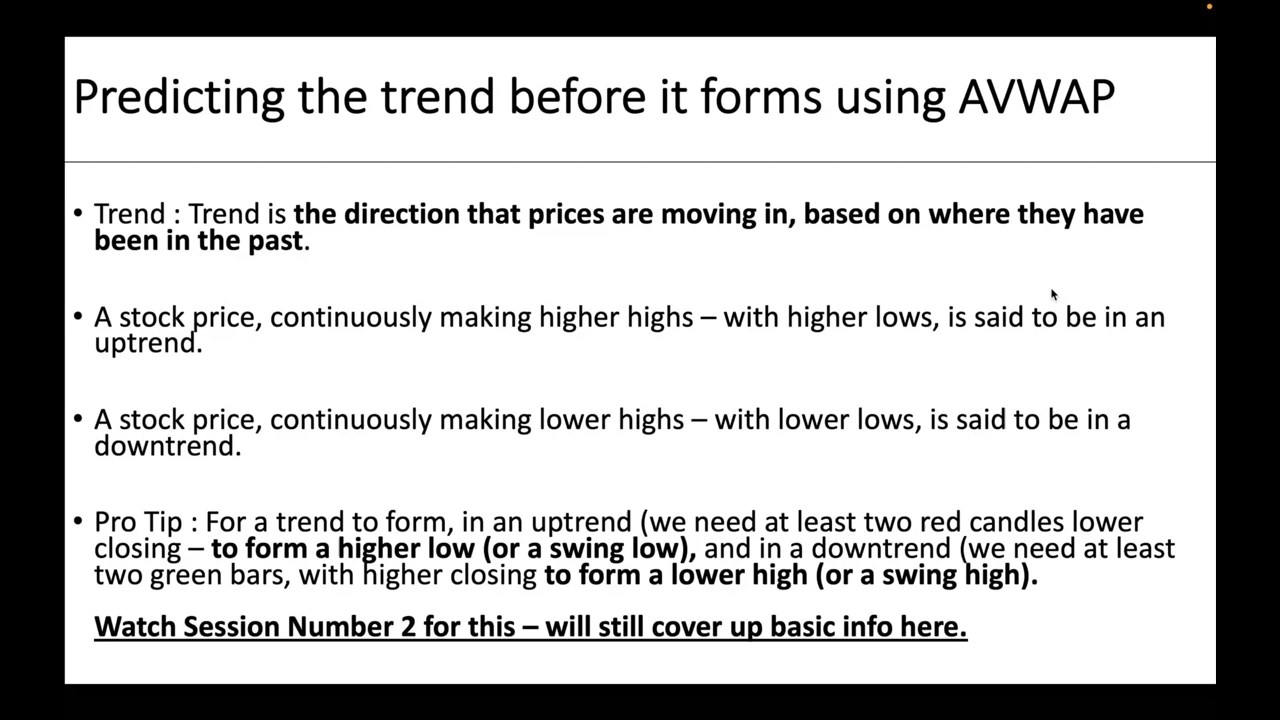 Predicting the trend before it forms using AVWAP
• Trend : Trend is the direction that prices are moving in, based on where they have
been in the past.
• A stock price, continuously making higher highs – with higher lows, is said to be in an
uptrend.
• A stock price, continuously making lower highs – with lower lows, is said to be in a
downtrend.
• Pro Tip : For a trend to form, in an uptrend (we need at least two red candles lower
closing – to form a higher low (or a swing low), and in a downtrend (we need at least
two green bars, with higher closing to form a lower high (or a swing high).
Watch Session Number 2 for this – will still cover up basic info here.